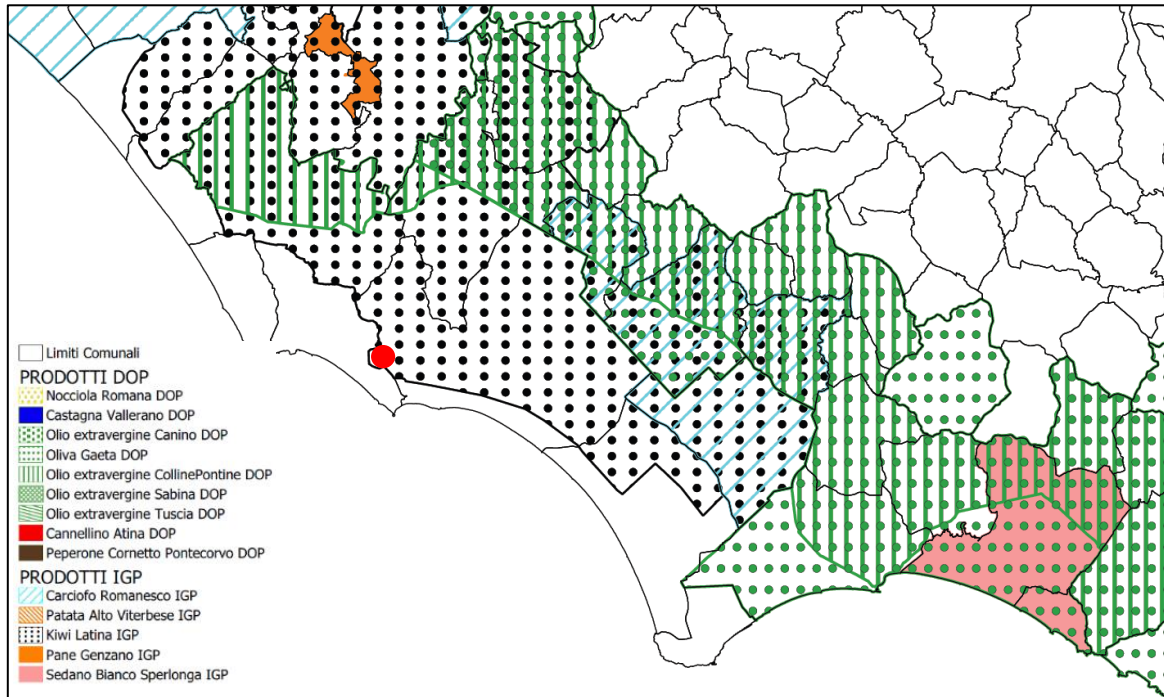 Limiti Comunali
PRODOTTI DOP
Nocciola Romana DOP
Castagna Vallerano DOP
Olio extravergine Canino DOP
Oliva Gaeta DOP
Olio extravergine CollinePontine DOP
Olio extravergine Sabina DOP
Olio extravergine Tuscia DOP
Cannellino Atina DOP
Peperone Cornetto Pontecorvo DOP
PRODOTTI IGP
Carciofo Romanesco IGP
Patata Alto Viterbese IGP
Kiwi Latina IGP
Pane Genzano IGP
Sedano Bianco Sperlonga IGP